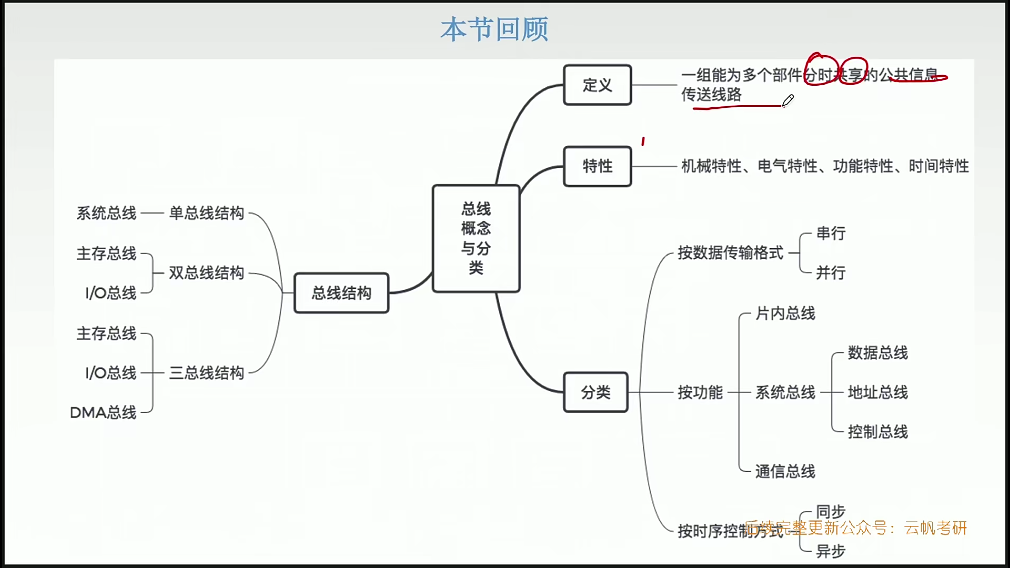 本节回顾
定义
一组能为多个部件分时共享的公共信息
传送线路
特性
机械特性、电气特性、功能特性、时间特性
总线
概念
与分
类
总线结构
系统总线
单总线结构
主存总线
I/O总线
双总线结构
主存总线
I/O总线
DMA总线
三总线结构
分类
按数据传输格式
串行
并行
按功能
片内总线
系统总线
数据总线
地址总线
控制总线
通信总线
按时序控制方式
同步
异步
后续完整更新公众号：云帆考研